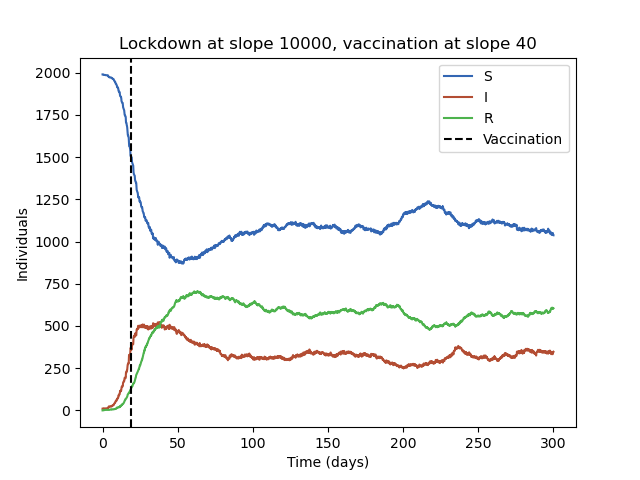 Lockdown at slope 10000, vaccination at slope 40
S
I
R
Vaccination
Individuals
2000
1750
1500
1250
1000
750
500
250
0
0 50 100 150 200 250 300
Time (days)